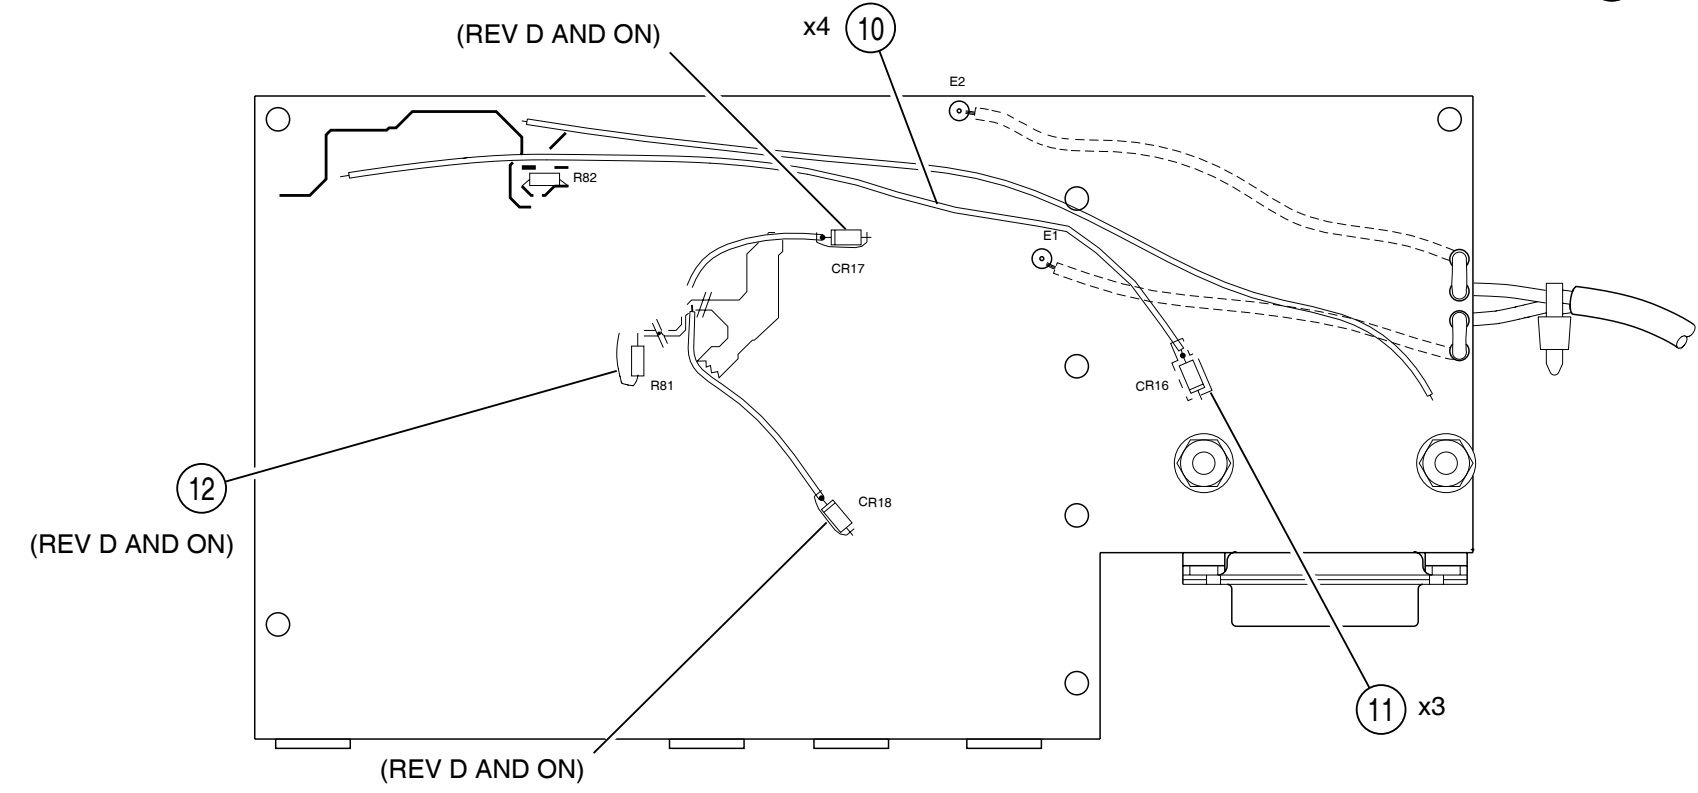 (REV D AND ON)
x4 10
E2
R82
E1
CR17
CR16
R81
12
CR18
(REV D AND ON)
11 x3
(REV D AND ON)